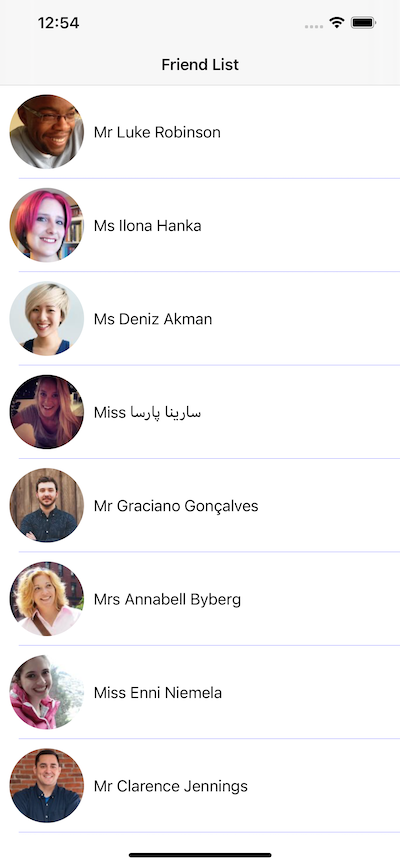 12:54
Friend List
Mr Luke Robinson
Ms Ilona Hanka
Ms Deniz Akman
Miss سارینا پارسا
Mr Graciano Gonçalves
Mrs Annabell Byberg
Miss Enni Niemela
Mr Clarence Jennings